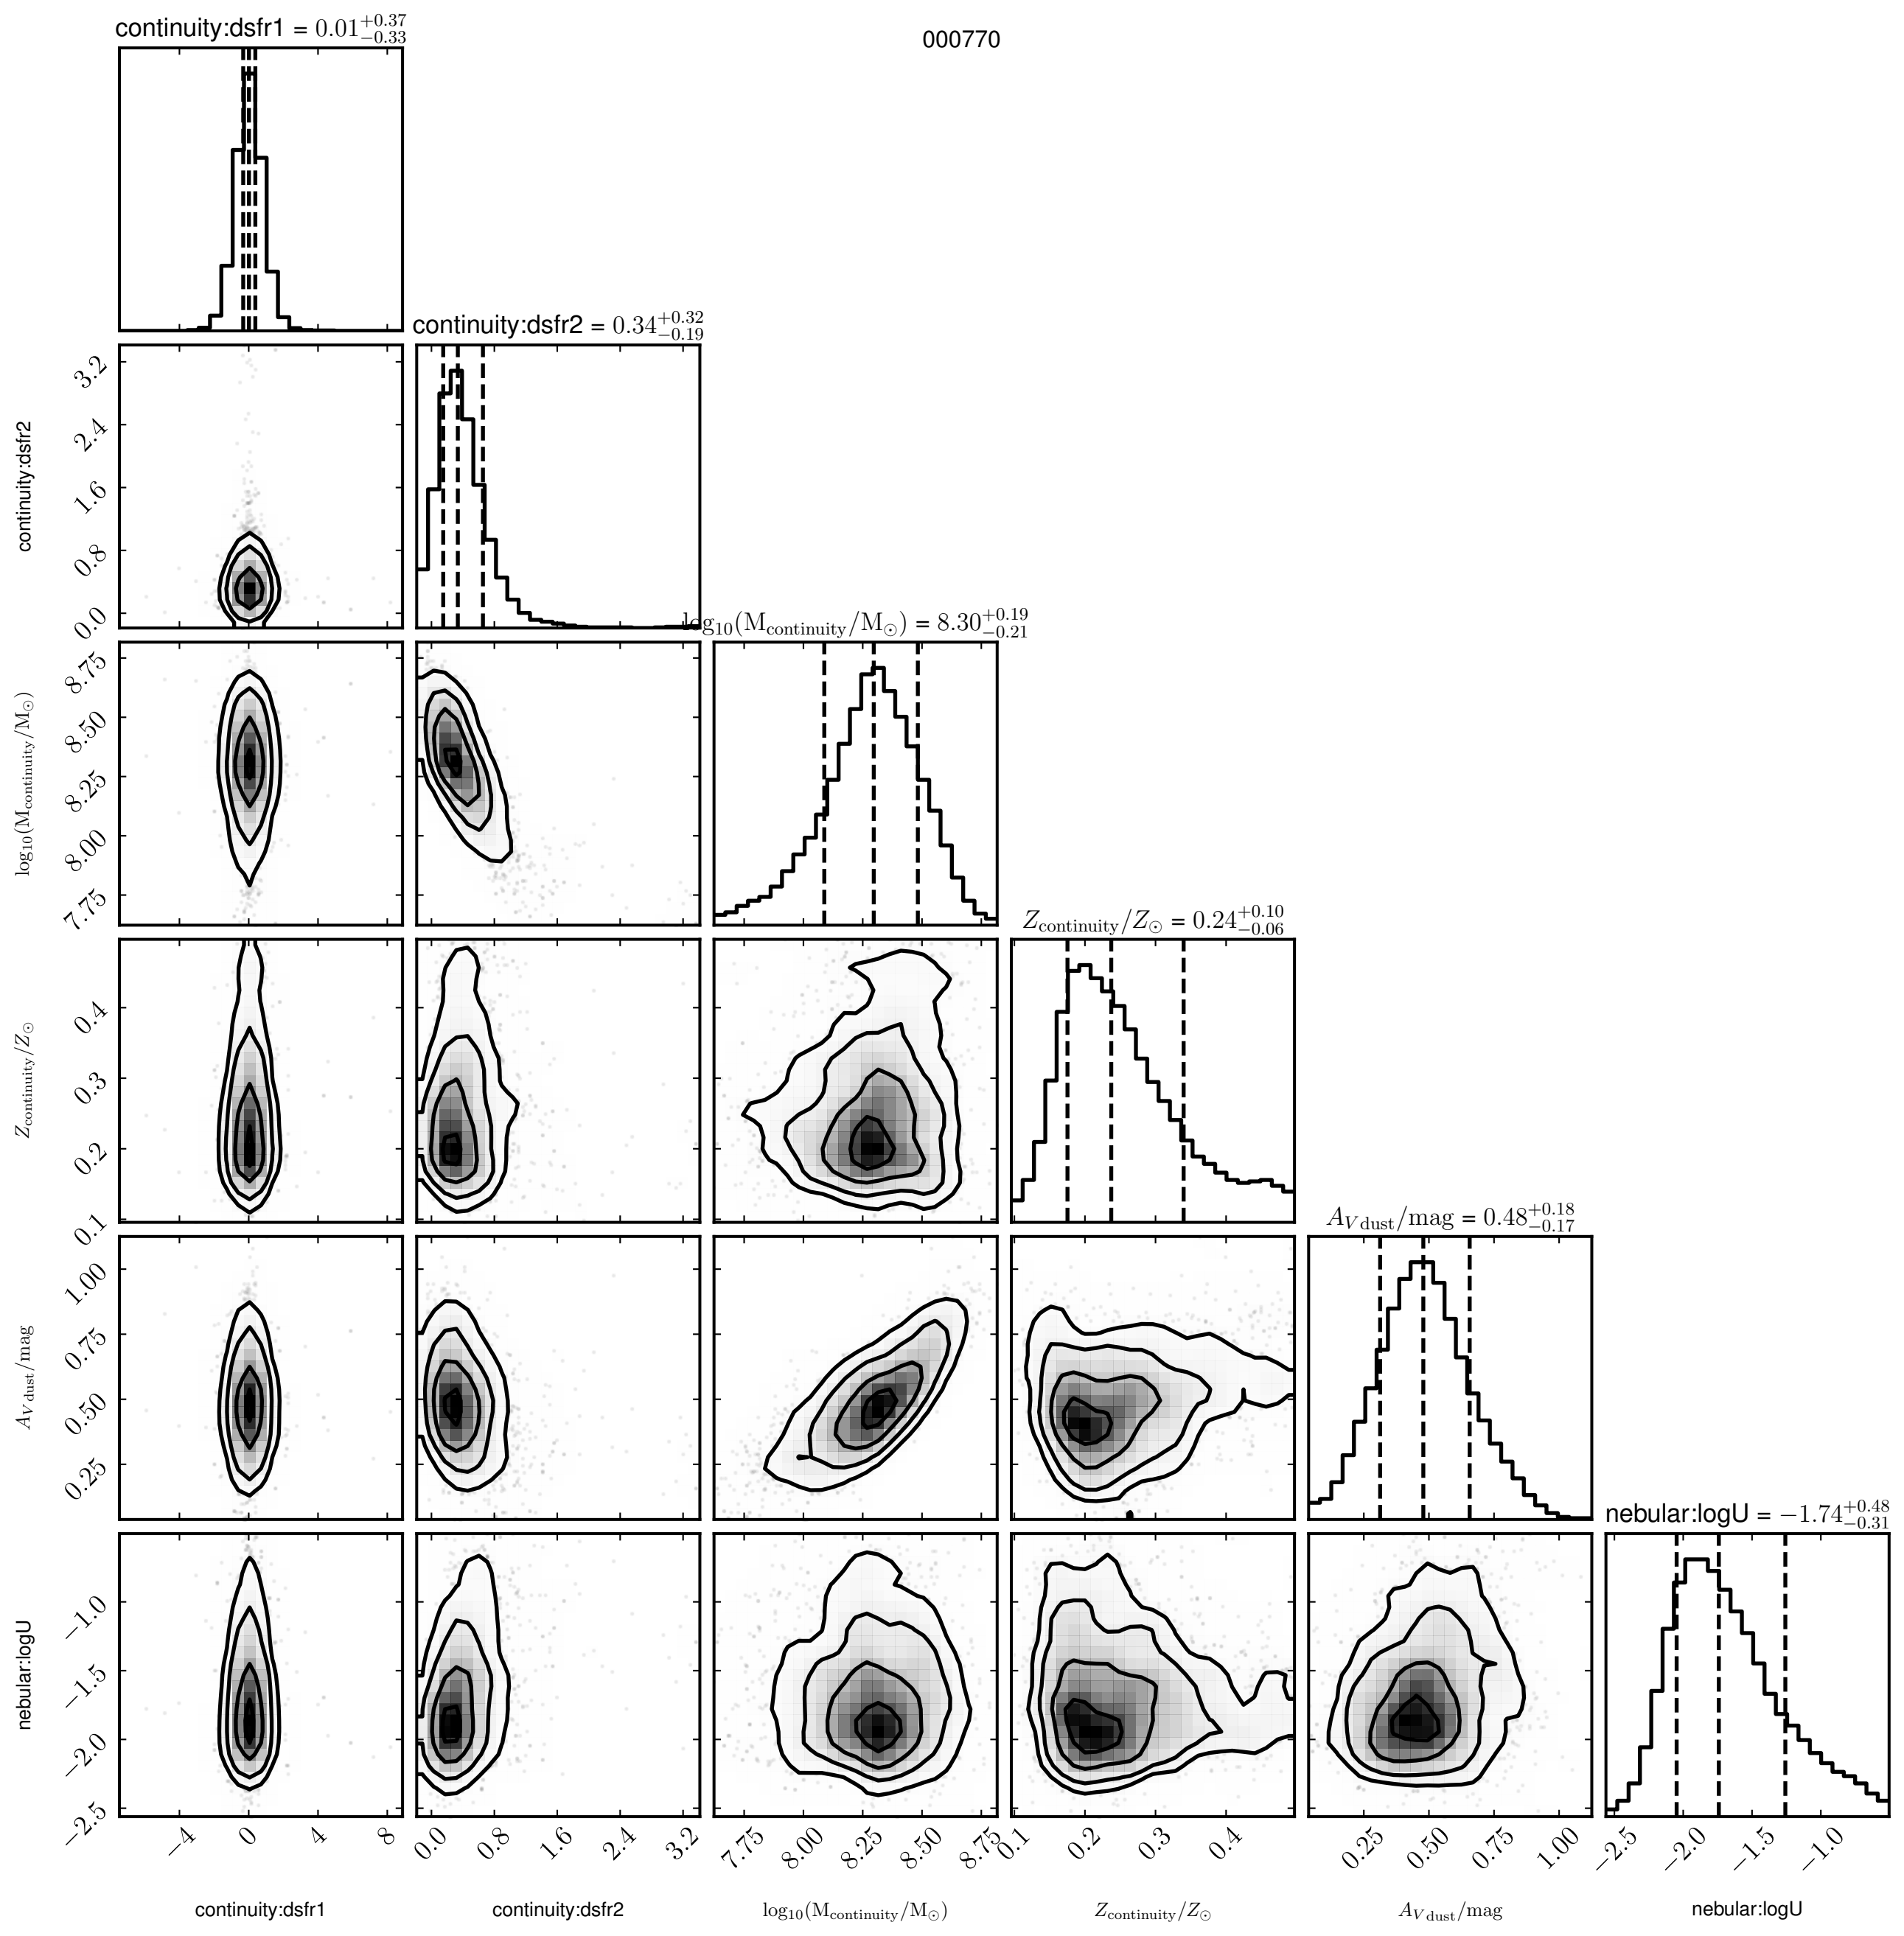 000770
continuity:dsfr1 = 0.01+0.37−0.33
continuity:dsfr2 = 0.34+0.32−0.19
log10(Mcontinuity/M⊙) = 8.30+0.19−0.21
Zcontinuity/Z⊙ = 0.24+0.10−0.06
AV dust/mag = 0.48+0.18−0.17
nebular:logU = −1.74+0.48−0.31
continuity:dsfr2
3.2
2.4
1.6
0.8
0.0
log10(Mcontinuity/M⊙)
8.75
8.50
8.25
8.00
7.75
Zcontinuity/Z⊙
0.4
0.3
0.2
0.1
AV dust/mag
1.00
0.75
0.50
0.25
nebular:logU
−1.0
−1.5
−2.0
−2.5
−4 0 4 8
0.0 0.8 1.6 2.4 3.2
7.75 8.00 8.25 8.50 8.75
0.1 0.2 0.3 0.4
0.25 0.50 0.75 1.00
−2.5 −2.0 −1.5 −1.0
continuity:dsfr1
continuity:dsfr2
log10(Mcontinuity/M⊙)
Zcontinuity/Z⊙
AV dust/mag
nebular:logU